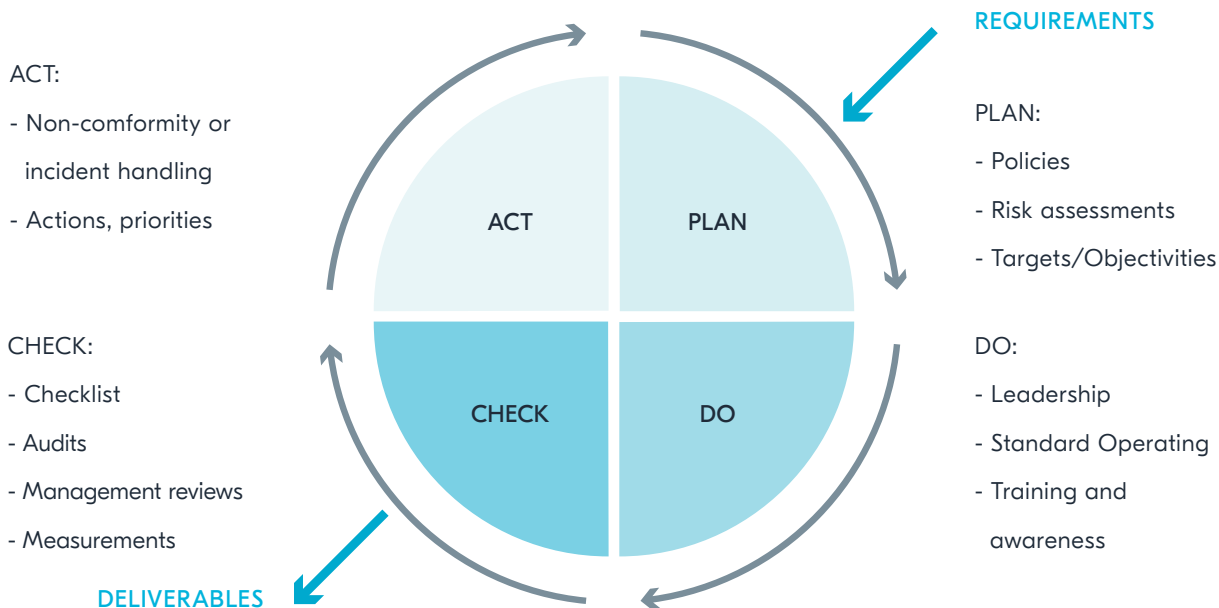 REQUIREMENTS
ACT:
- Non-comformity or
incident handling
- Actions, priorities
PLAN:
- Policies
- Risk assessments
- Targets/Objectivities
ACT
PLAN
CHECK
DO
CHECK:
- Checklist
- Audits
- Management reviews
- Measurements
DO:
- Leadership
- Standard Operating
- Training and
awareness
DELIVERABLES